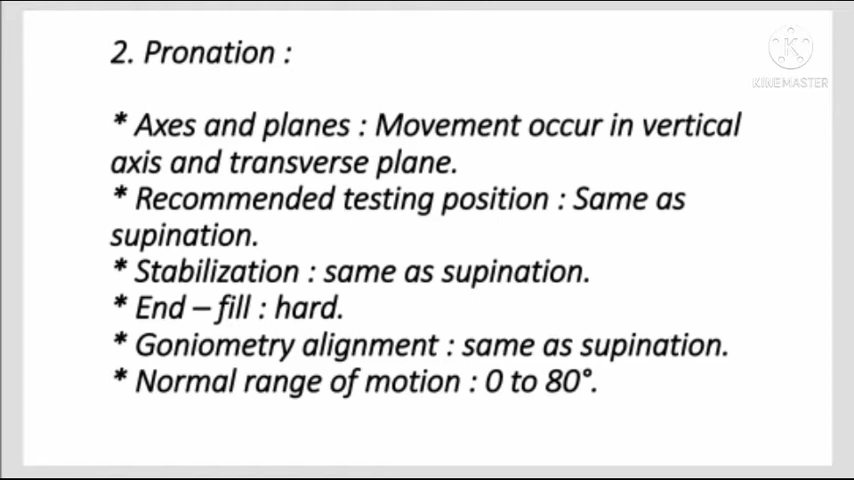 2. Pronation :
K
KINEMASTER
* Axes and planes : Movement occur in vertical
axis and transverse plane.
* Recommended testing position : Same as
supination.
* Stabilization : same as supination.
* End – fill : hard.
* Goniometry alignment : same as supination.
* Normal range of motion : 0 to 80°.